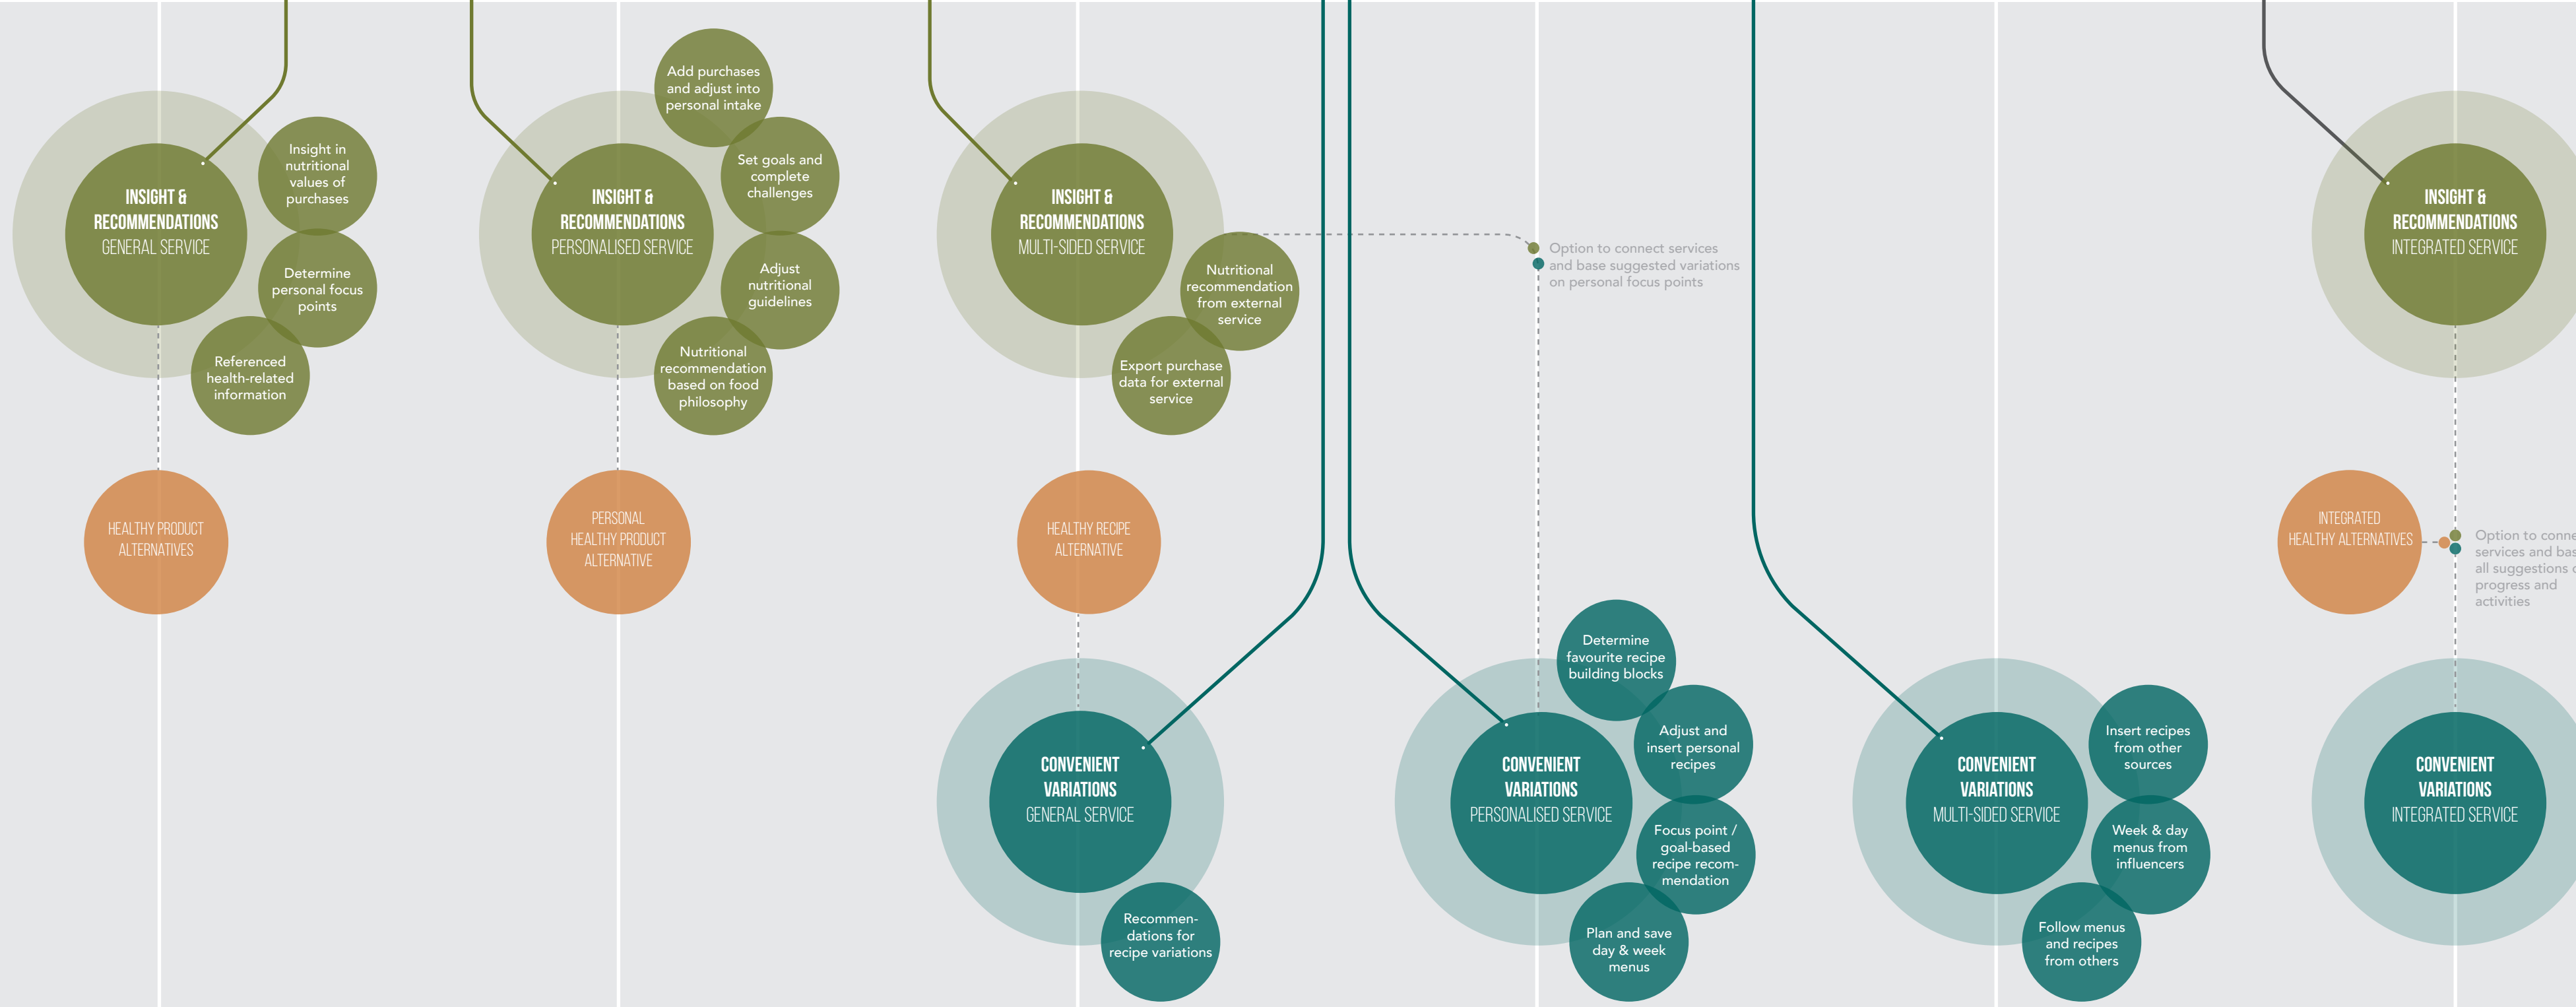 INSIGHT &
RECOMMENDATIONS
GENERAL SERVICE
Insight in
nutritional
values of
purchases
Determine
personal focus
points
Referenced
health-related
information
HEALTHY PRODUCT
ALTERNATIVES
INSIGHT &
RECOMMENDATIONS
PERSONALISED SERVICE
Add purchases
and adjust into
personal intake
Set goals and
complete
challenges
Adjust
nutritional
guidelines
Nutritional
recommendation
based on food
philosophy
PERSONAL
HEALTHY PRODUCT
ALTERNATIVE
INSIGHT &
RECOMMENDATIONS
MULTI-SIDED SERVICE
Nutritional
recommendation
from external
service
Export purchase
data for external
service
HEALTHY RECIPE
ALTERNATIVE
CONVENIENT
VARIATIONS
GENERAL SERVICE
Recommen-
dations for
recipe variations
Option to connect services
and base suggested variations
on personal focus points
Determine
favourite recipe
building blocks
CONVENIENT
VARIATIONS
PERSONALISED SERVICE
Adjust and
insert personal
recipes
Focus point /
goal-based
recipe recom-
mendation
Plan and save
day & week
menus
CONVENIENT
VARIATIONS
MULTI-SIDED SERVICE
Insert recipes
from other
sources
Week & day
menus from
influencers
Follow menus
and recipes
from others
INSIGHT &
RECOMMENDATIONS
INTEGRATED SERVICE
INTEGRATED
HEALTHY ALTERNATIVES
Option to conne
services and bas
all suggestions
progress and
activities
CONVENIENT
VARIATIONS
INTEGRATED SERVICE